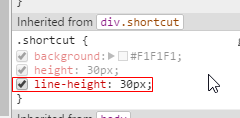 }
Inherited from div.shortcut
.shortcut {
background: #F1F1F1;
height: 30px;
line-height: 30px;
}
Inherited from body